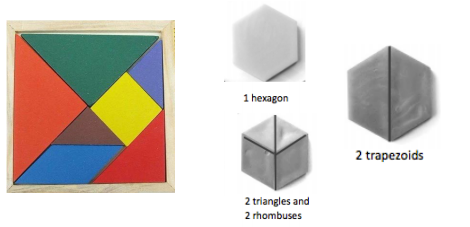 1 hexagon
2 trapezoids
2 triangles and
2 rhombuses